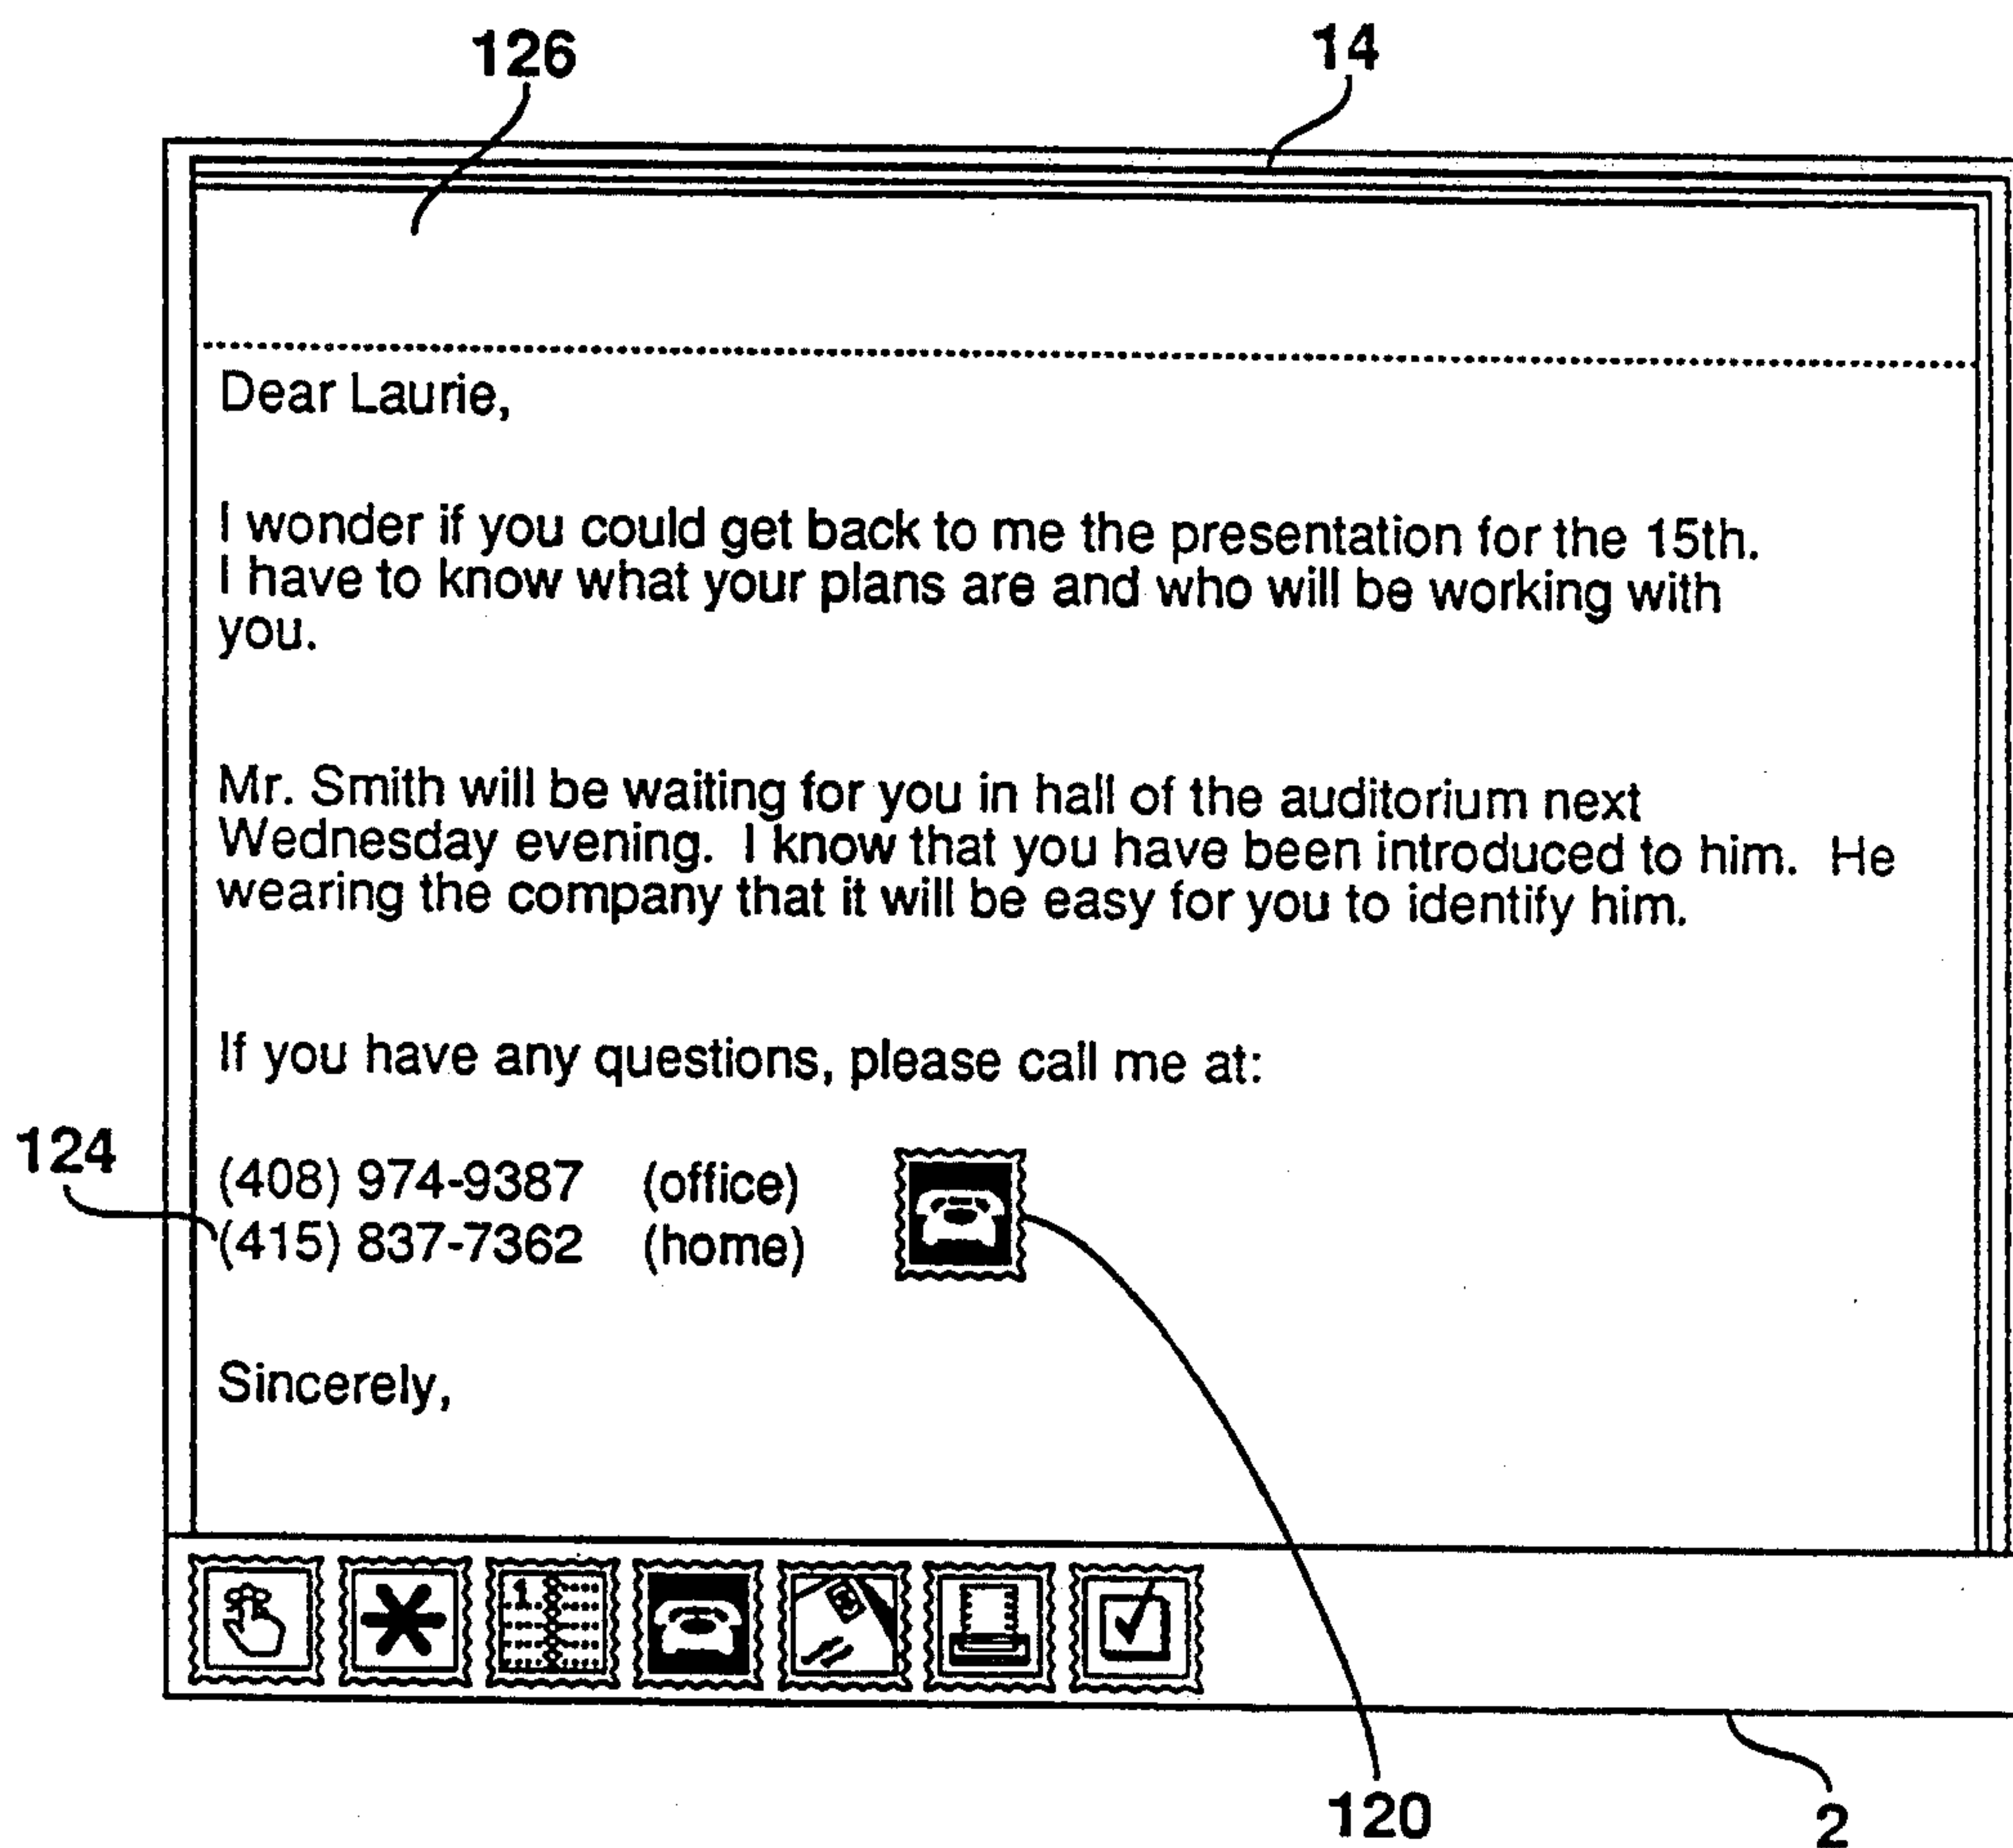 126
14
Dear Laurie,
I wonder if you could get back to me the presentation for the 15th.
I have to know what your plans are and who will be working with
you.
Mr. Smith will be waiting for you in hall of the auditorium next
Wednesday evening.  I know that you have been introduced to him.  He
wearing the company that it will be easy for you to identify him.
If you have any questions, please call me at:
124
(408) 974-9387 (office)
(415) 837-7362 (home)
Sincerely,
1
120
2